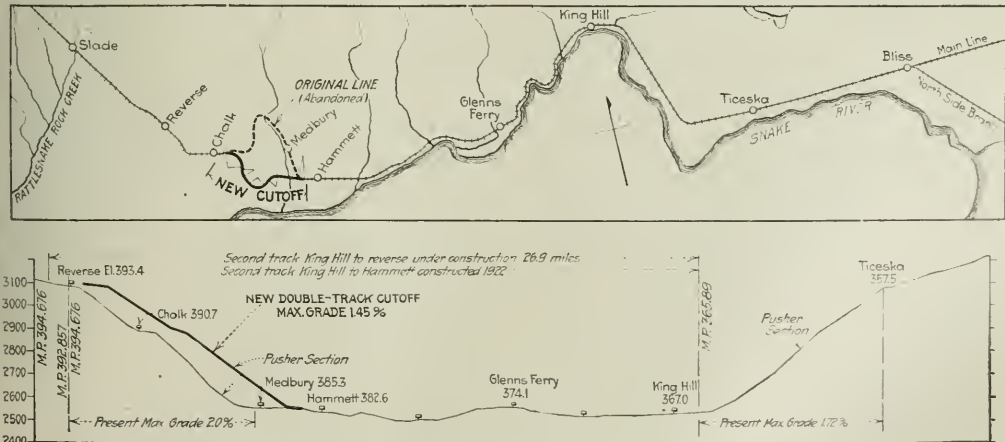 Slade
Reverse
Chalk
ORIGINAL LINE
(Abandoned)
Medbury
Hammett
NEW CUTOFF
RATTLESNAKE ROCK CREEK
Glenns
Ferry
King Hill
Ticeska
Bliss
Main Line
North Side Branch
SNAKE RIVER
Second track King Hill to reverse under construction 26.9 miles
Second track King Hill to Hammett constructed 1922
3100
3000
2900
2800
2700
2600
2500
2400
M.P. 394.676
M.P. 392.857
M.P. 394.676
Reverse El. 393.4
Chalk 390.7
NEW DOUBLE-TRACK CUTOFF
MAX. GRADE 1.45 %
Pusher Section
Medbury 385.3
Hammett 382.6
Present Max Grade 2.0%
Glenns Ferry
374.1
King Hill
367.0
M.P. 365.89
Ticeska
357.5
Pusher
Section
Present Max. Grade 1.72 %